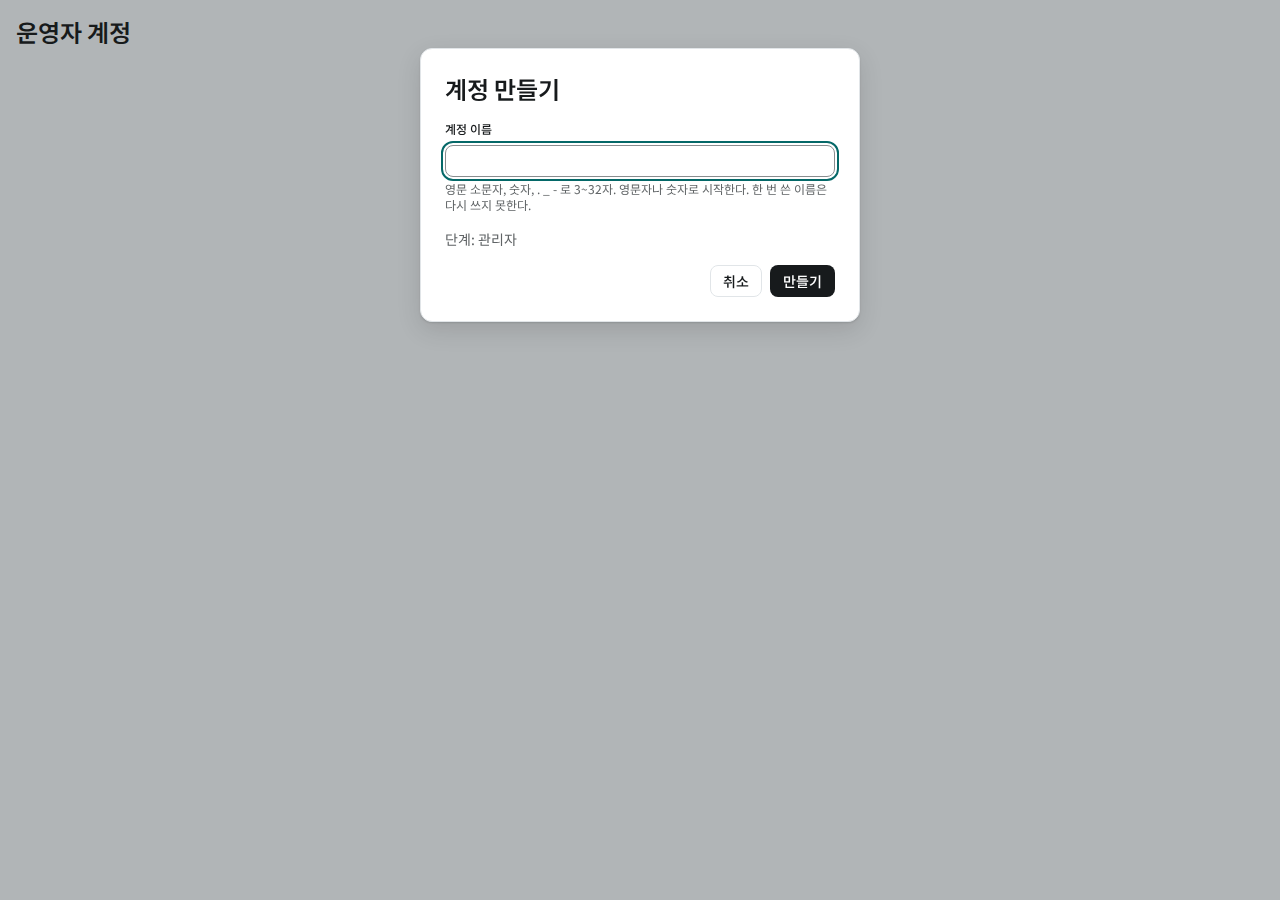 운영자 계정
계정 만들기
계정 이름
영문 소문자, 숫자, . _ - 로 3~32자. 영문자나 숫자로 시작한다. 한 번 쓴 이름은
다시 쓰지 못한다.
단계: 관리자
취소
만들기